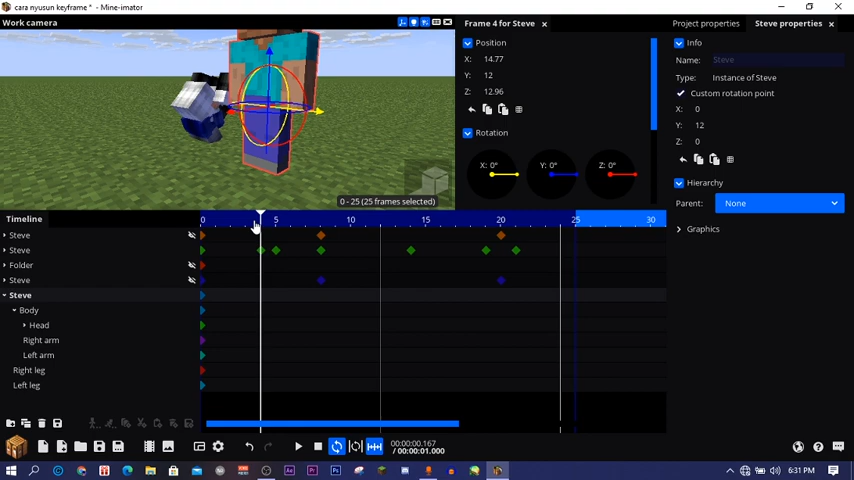 cara nyusun keyframe * - Mine-imator
Work camera
0 - 25 (25 frames selected)
Frame 4 for Steve
Position
X: 14.77
Y: 12
Z: 12.96
Rotation
X: 0°
Y: 0°
Z: 0°
Project properties
Steve properties
Info
Name: Steve
Type: Instance of Steve
Custom rotation point
X: 0
Y: 12
Z: 0
Hierarchy
Parent: None
Graphics
Timeline
0 5 10 15 20 25 30
Steve
Steve
Folder
Steve
Steve
Body
Head
Right arm
Left arm
Right leg
Left leg
00:00:00.167
/ 00:00:01.000
Ae
Pr
Ps
6:31 PM